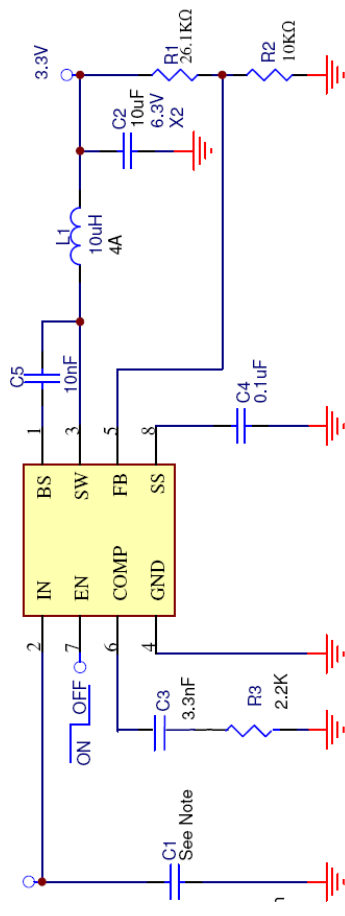 3.3V
R1
26.1KΩ
R2
10KΩ
C2
10uF
6.3V
X2
L1
10uH
4A
C5
10nF
1
3
5
8
BS
SW
FB
SS
C4
0.1uF
IN
EN
COMP
GND
2
7
6
4
OFF
ON
C3
3.3nF
R3
2.2K
C1
See Note